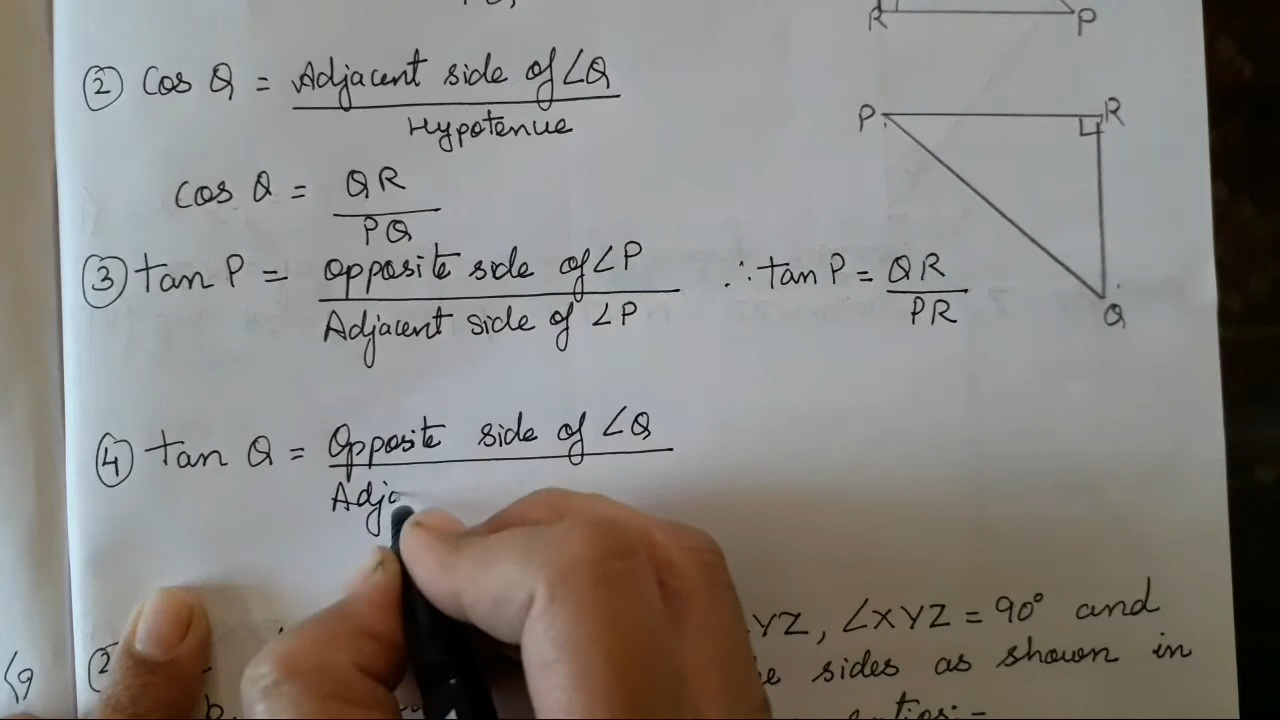 R P
② Cos Q = Adjacent side of ∠Q
Hypotenue
P R
Cos Q = QR
PQ
③ tan P = Opposite side of ∠P ∴ tan P = QR
Adjacent side of ∠P PR
Q
④ tan Q = Opposite side of ∠Q
Adja
YZ, ∠XYZ = 90° and
sides as shown in